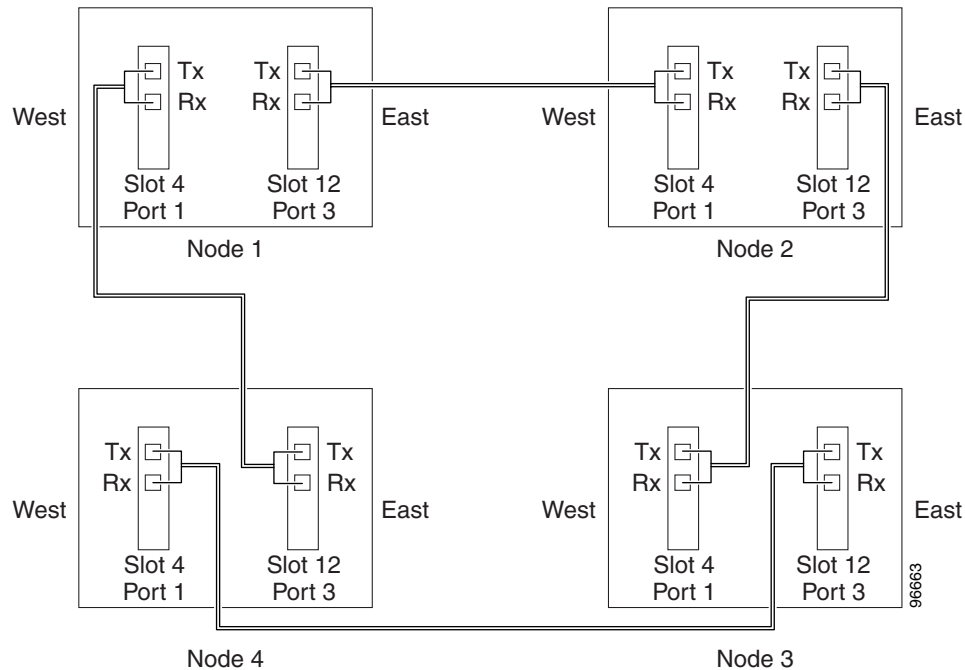 Tx Tx Tx Tx
Rx Rx Rx Rx
West East West East
Slot 4 Slot 12 Slot 4 Slot 12
Port 1 Port 3 Port 1 Port 3
Node 1 Node 2
Tx Tx Tx Tx
Rx Rx Rx Rx
West East West East
Slot 4 Slot 12 Slot 4 Slot 12
Port 1 Port 3 Port 1 Port 3
96663
Node 4 Node 3